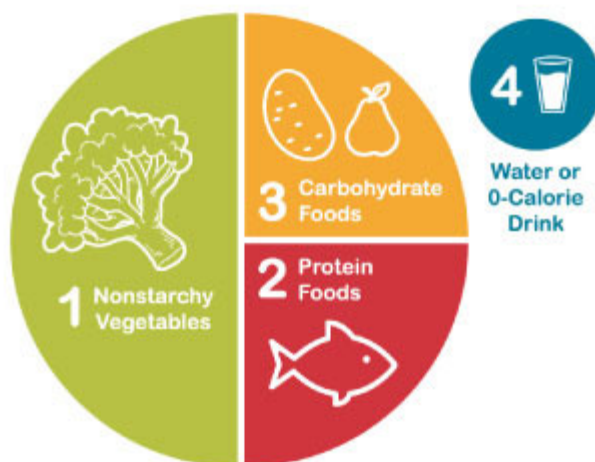 1 Nonstarchy
Vegetables
2 Protein
Foods
3 Carbohydrate
Foods
4
Water or
0-Calorie
Drink